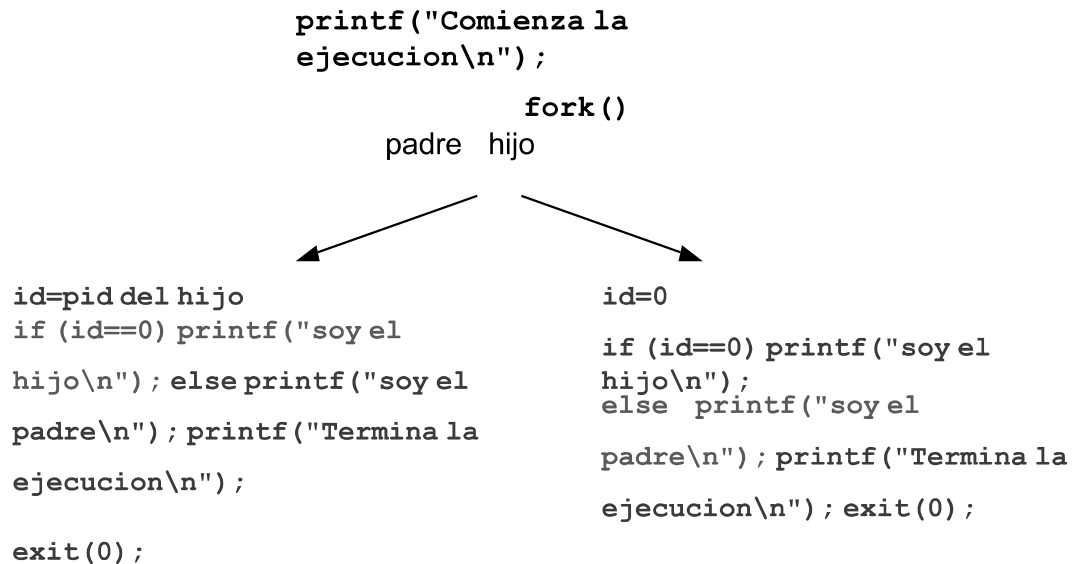 printf("Comienza la
ejecucion\n");
fork()
padre hijo
id=pid del hijo
if (id==0) printf("soy el
hijo\n"); else printf("soy el
padre\n"); printf("Termina la
ejecucion\n");
exit(0);
id=0
if (id==0) printf("soy el
hijo\n");
else printf("soy el
padre\n"); printf("Termina la
ejecucion\n"); exit(0);